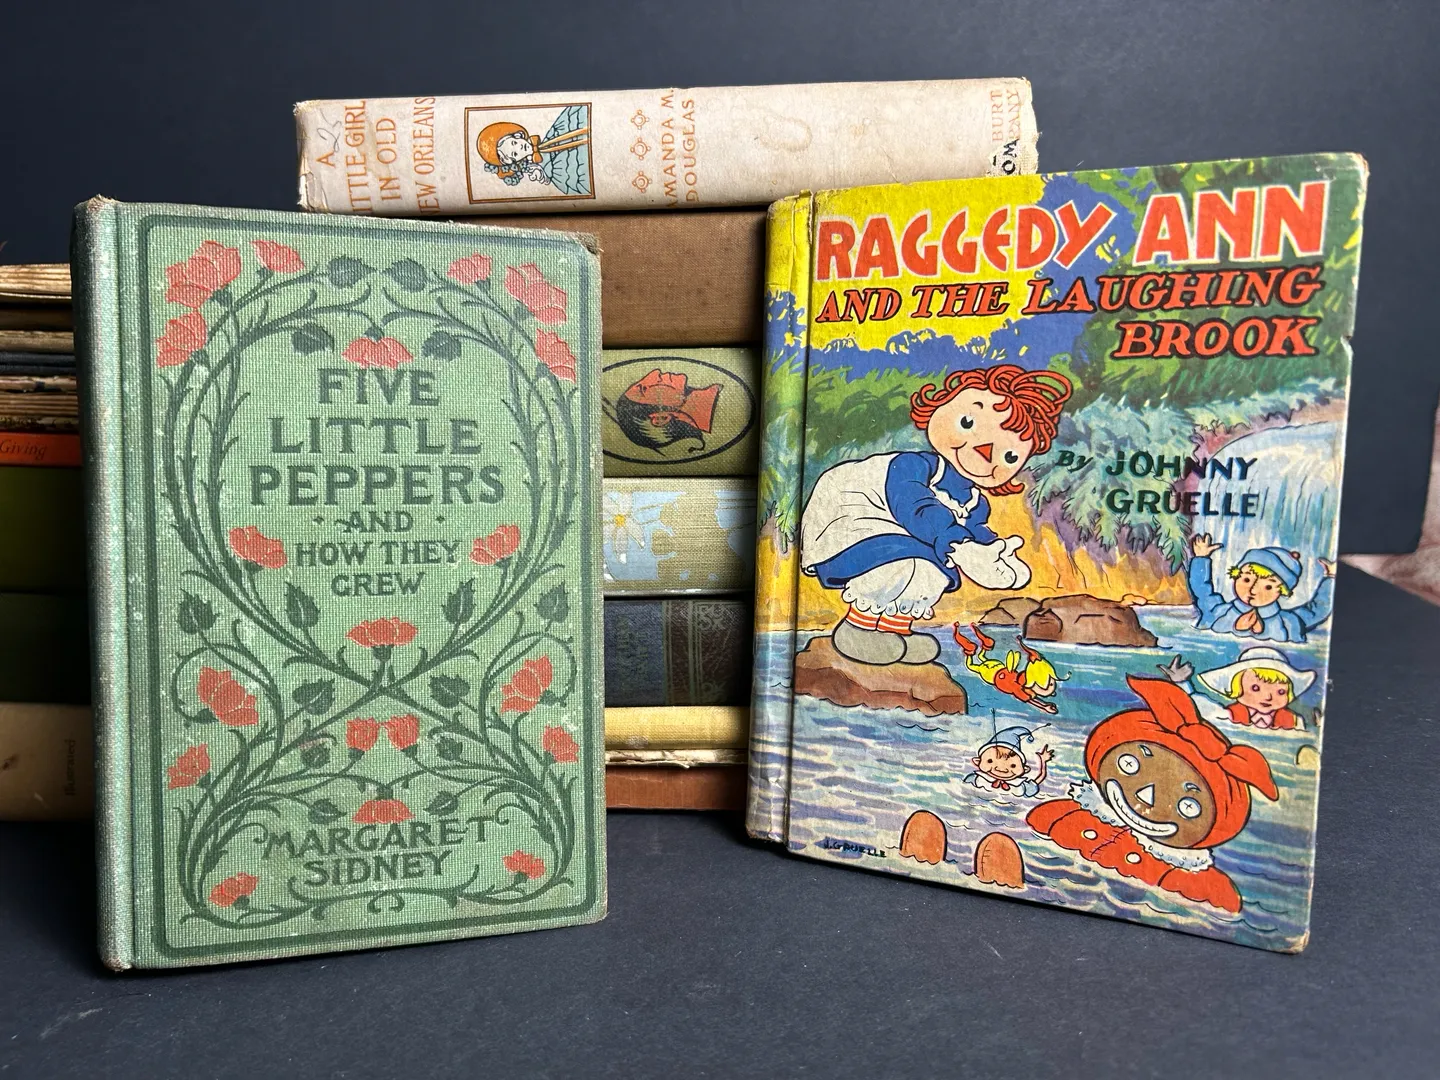 A
LITTLE GIRL
IN OLD
NEW ORLEANS
AMANDA M.
DOUGLAS
BURT
COMPANY
Giving
Illustrated
FIVE
LITTLE
PEPPERS
· AND ·
HOW THEY
GREW
MARGARET
SIDNEY
RAGGEDY ANN
AND THE LAUGHING
BROOK
By JOHNNY
GRUELLE
J. GRUELLE